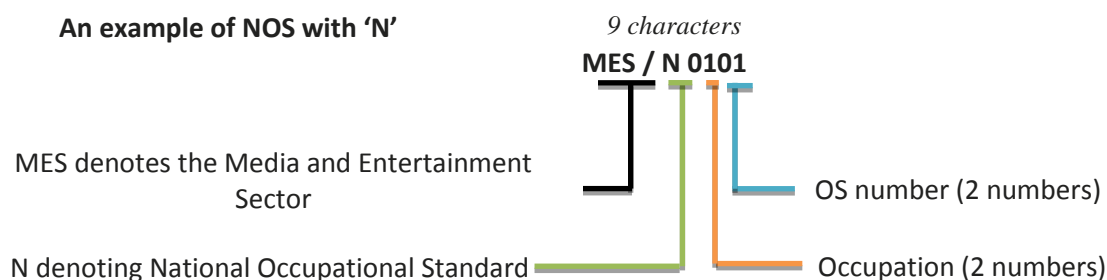 An example of NOS with ‘N’
9 characters
MES / N 0101
MES denotes the Media and Entertainment
Sector
OS number (2 numbers)
N denoting National Occupational Standard
Occupation (2 numbers)